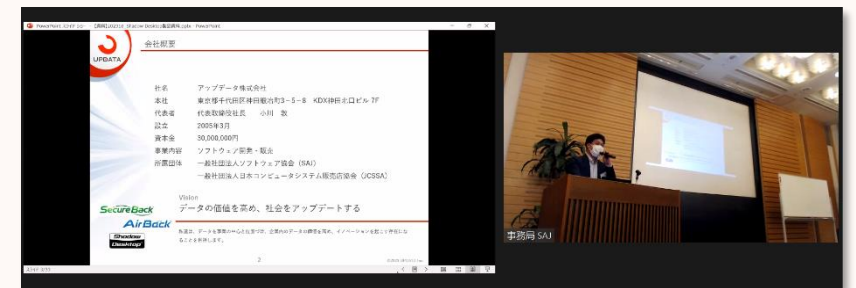 会社概要
UPDATA
社名 アップデータ株式会社
本社 東京都千代田区神田鍛冶町3-5-8 KDX神田北口ビル 7F
代表者 代表取締役社長 小川 敦
設立 2005年3月
資本金 30,000,000円
事業内容 ソフトウェア開発・販売
所属団体 一般社団法人ソフトウェア協会（SAJ）
一般社団法人日本コンピュータシステム販売店協会（JCSSA）
Vision
データの価値を高め、社会をアップデートする
SecureBack
AirBack
Shadow
Desktop
2
事務局 SAJ